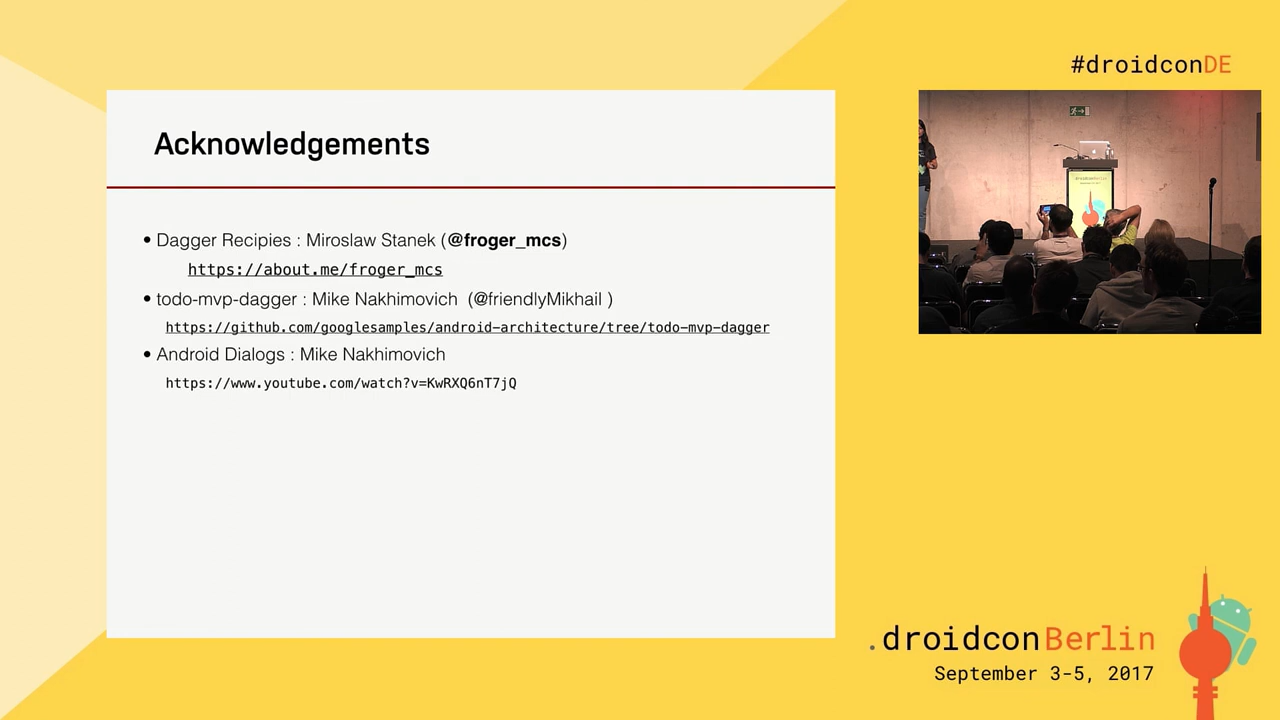 #droidconDE
Acknowledgements
• Dagger Recipies : Miroslaw Stanek (@froger_mcs)
https://about.me/froger_mcs
• todo-mvp-dagger : Mike Nakhimovich (@friendlyMikhail )
https://github.com/googlesamples/android-architecture/tree/todo-mvp-dagger
• Android Dialogs : Mike Nakhimovich
https://www.youtube.com/watch?v=KwRXQ6nT7jQ
.droidconBerlin
September 3-5, 2017